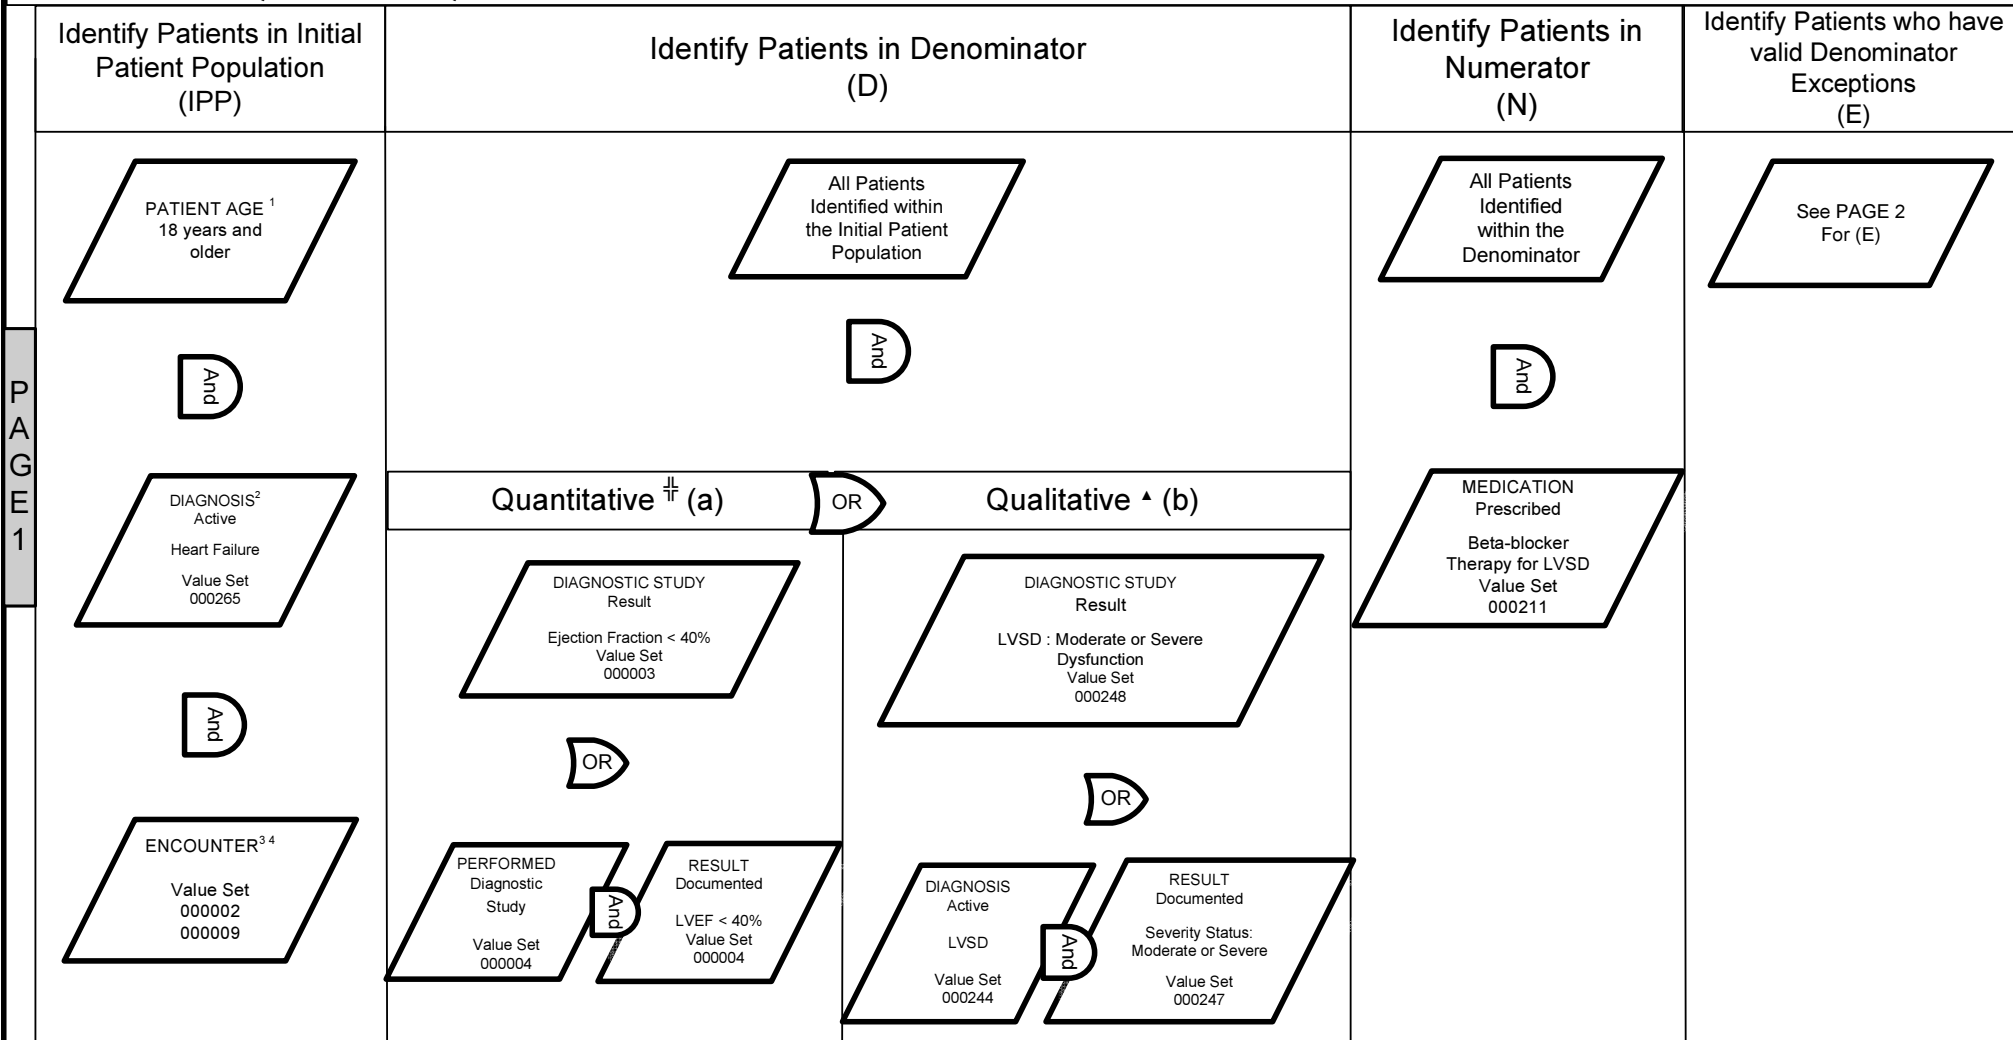 Identify Patients in Initial
Patient Population
(IPP)
Identify Patients in Denominator
(D)
Identify Patients in
Numerator
(N)
Identify Patients who have
valid Denominator
Exceptions
(E)
P
A
G
E
1
PATIENT AGE 1
18 years and
older
And
DIAGNOSIS2
Active
Heart Failure
Value Set
000265
And
ENCOUNTER3 4
Value Set
000002
000009
All Patients
Identified within
the Initial Patient
Population
And
Quantitative ╬ (a)
OR
Qualitative ▲ (b)
DIAGNOSTIC STUDY
Result
Ejection Fraction < 40%
Value Set
000003
OR
PERFORMED
Diagnostic
Study
Value Set
000004
And
RESULT
Documented
LVEF < 40%
Value Set
000004
DIAGNOSTIC STUDY
Result
LVSD : Moderate or Severe
Dysfunction
Value Set
000248
OR
DIAGNOSIS
Active
LVSD
Value Set
000244
And
RESULT
Documented
Severity Status:
Moderate or Severe
Value Set
000247
All Patients
Identified
within the
Denominator
And
MEDICATION
Prescribed
Beta-blocker
Therapy for LVSD
Value Set
000211
See PAGE 2
For (E)